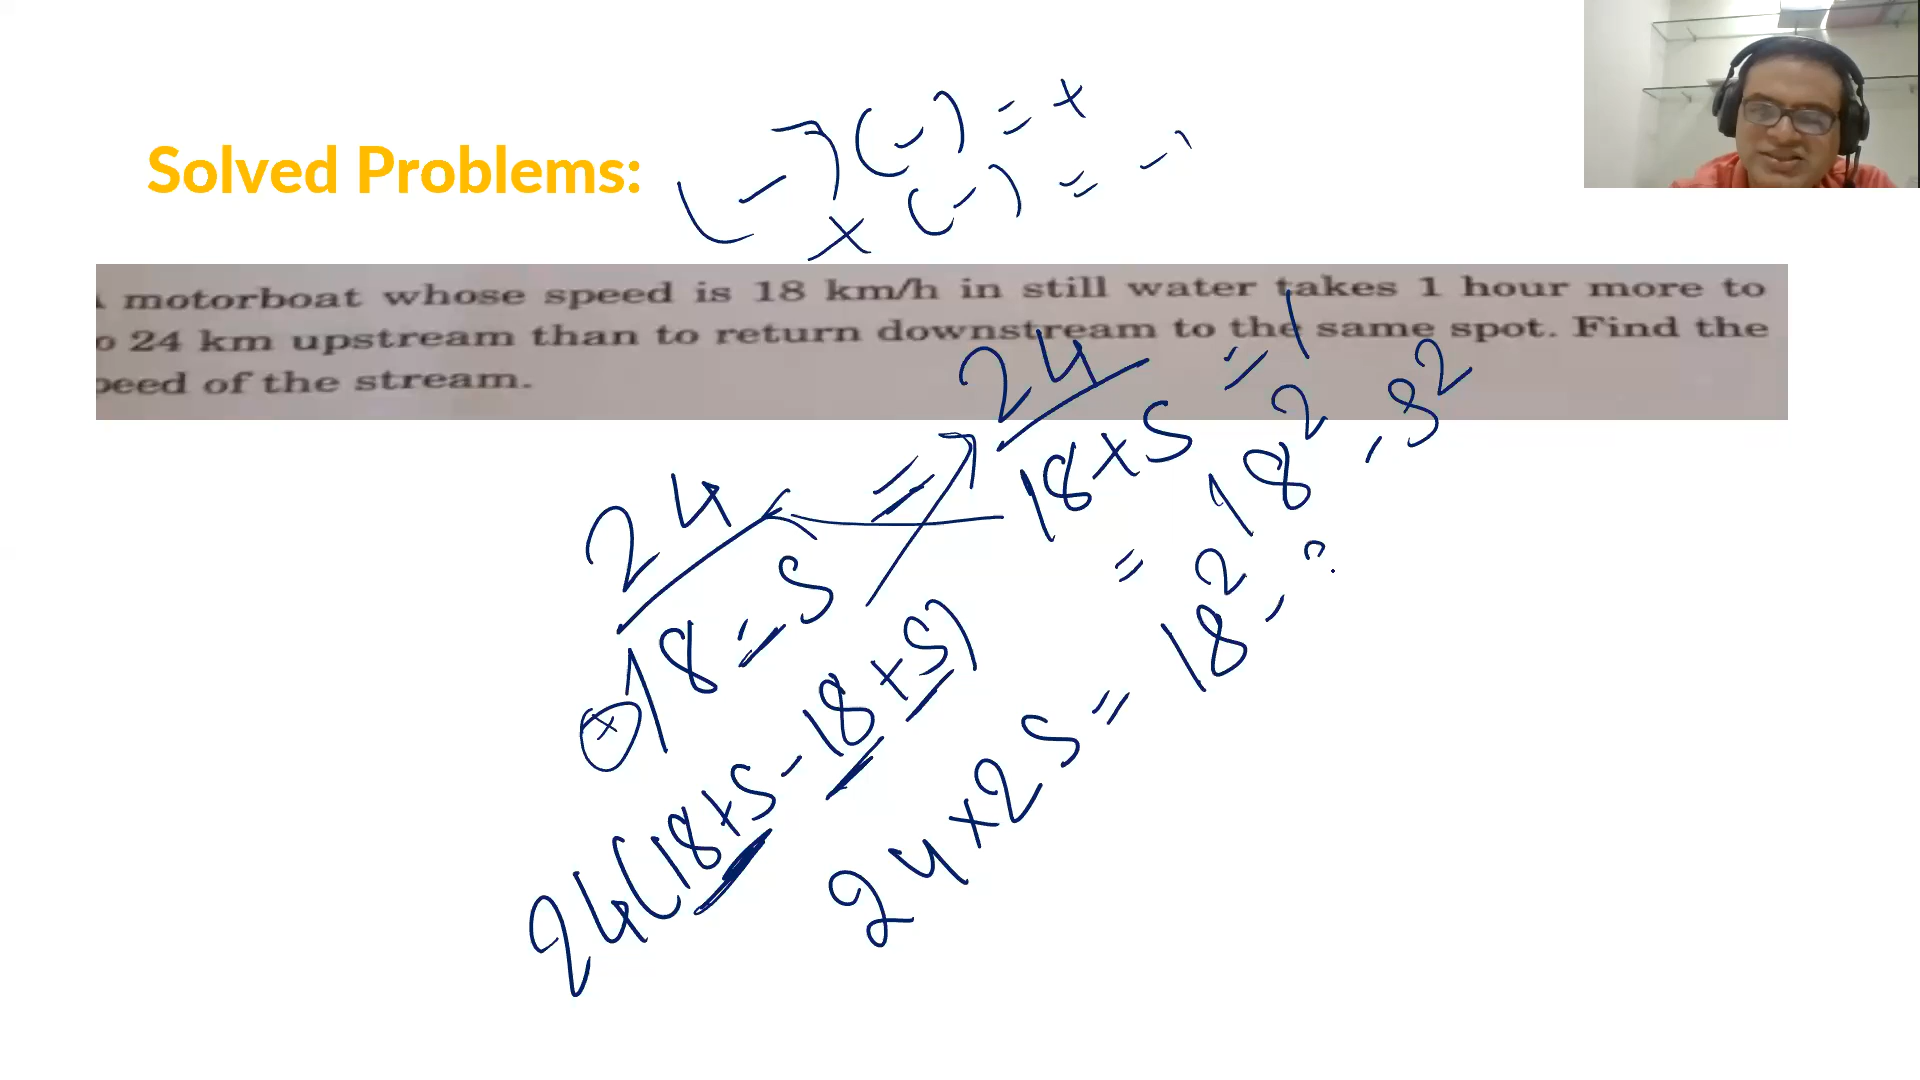 Solved Problems:
(-)(-) = +
+ (-) = -
motorboat whose speed is 18 km/h in still water takes 1 hour more to
o 24 km upstream than to return downstream to the same spot. Find the
peed of the stream.
24/18-S = 24/18+S = 1
24(18+S-18+S) = 18² - S²
24×2S = 18² -